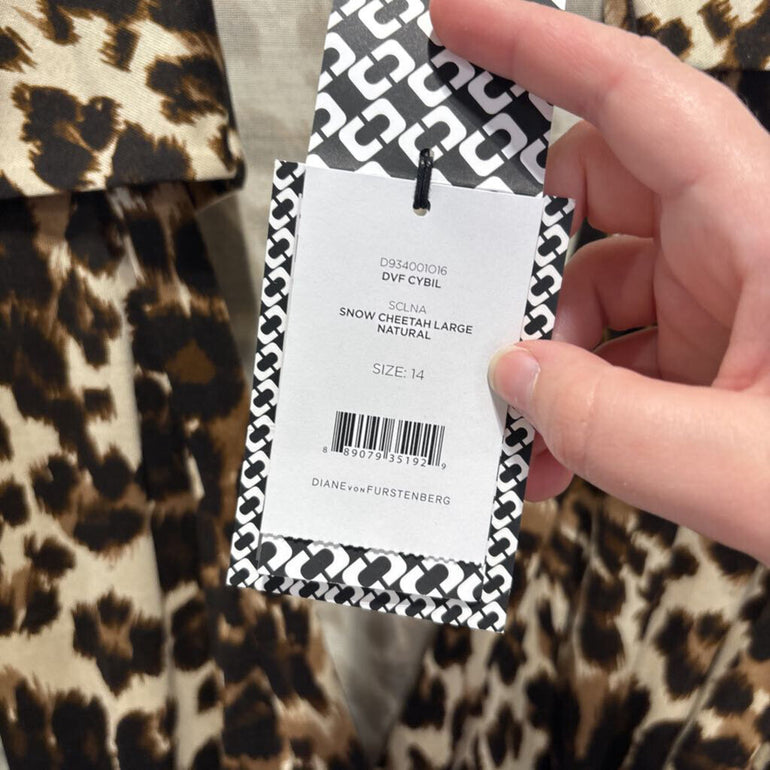 D934001016
DVF CYBIL
SCLNA
SNOW CHEETAH LARGE
NATURAL
SIZE: 14
8 89079 35192 9
DIANE VON FURSTENBERG